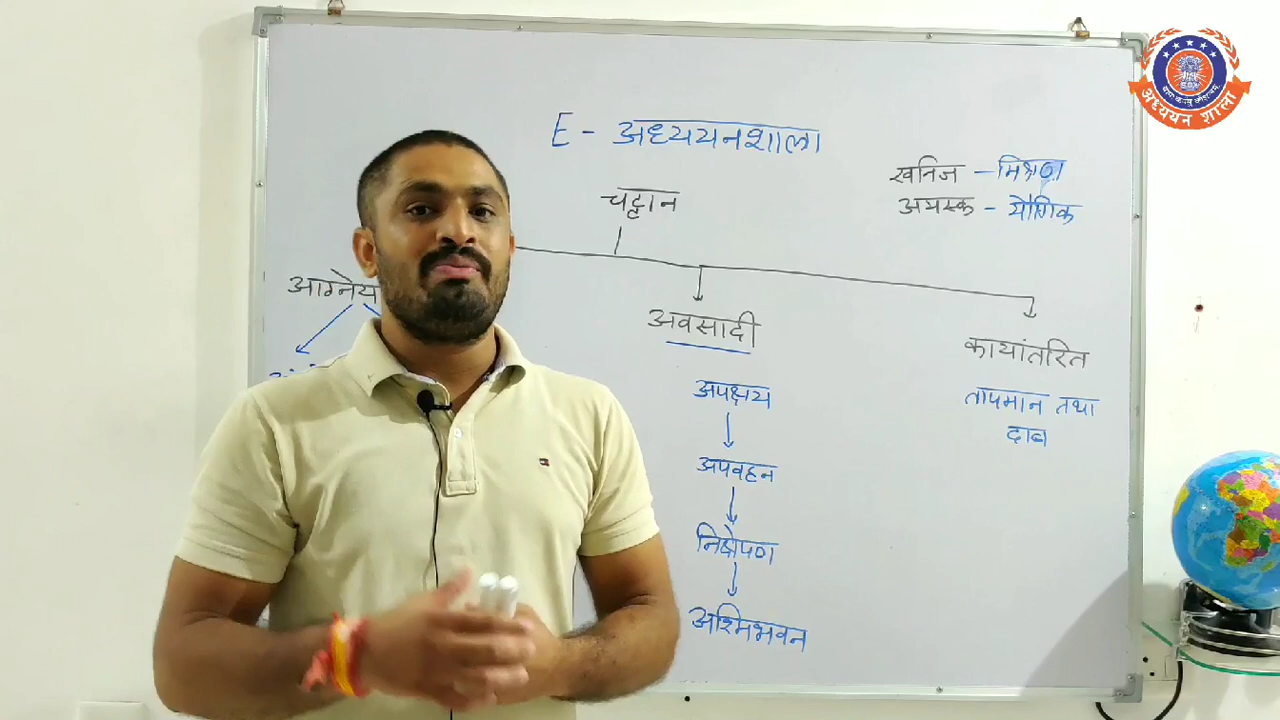 E - अध्ययनशाला
खनिज - मिश्रण
अयस्क - यौगिक
चट्टान
आग्नेय
अवसादी
अपक्षय
अपवहन
निक्षेपण
अश्मिभवन
कायांतरित
तापमान तथा
दाब
अध्ययन शाला